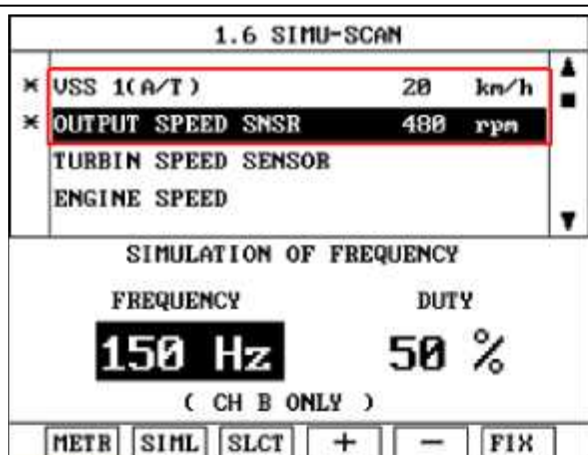 1.6 SIMU-SCAN
* VSS 1(A/T) 20 km/h
* OUTPUT SPEED SNSR 480 rpm
TURBIN SPEED SENSOR
ENGINE SPEED
SIMULATION OF FREQUENCY
FREQUENCY DUTY
150 Hz 50 %
( CH B ONLY )
METR SIML SLCT + - FIX